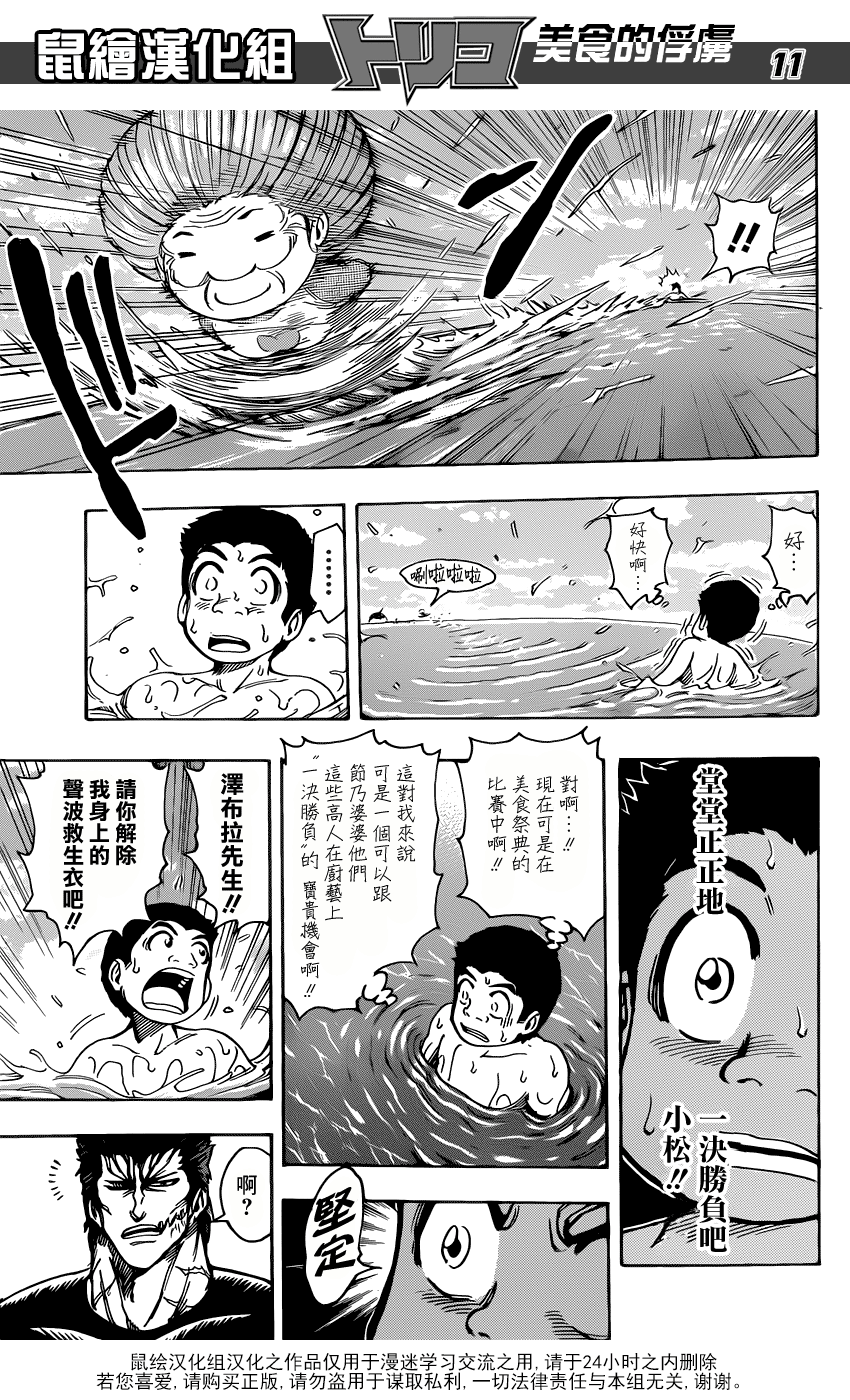 鼠繪漢化組
トリコ
美食的俘虜
11
!!
ドン
好…
好快
啊…
唰啦啦啦
……
堂堂正正地
一決勝負吧
小松!!
對啊…!!
現在可是在
美食祭典的
比賽中啊!!
這對我來說
可是一個可以跟
節乃婆婆他們
這些高人在廚藝上
“一決勝負”的 寶貴機會啊!!
澤布拉先生!!
請你解除
我身上的
聲波救生衣吧!!
堅定
啊?
鼠绘汉化组汉化之作品仅用于漫迷学习交流之用, 请于24小时之内删除
若您喜爱, 请购买正版, 请勿盗用于谋取私利, 一切法律责任与本组无关, 谢谢。